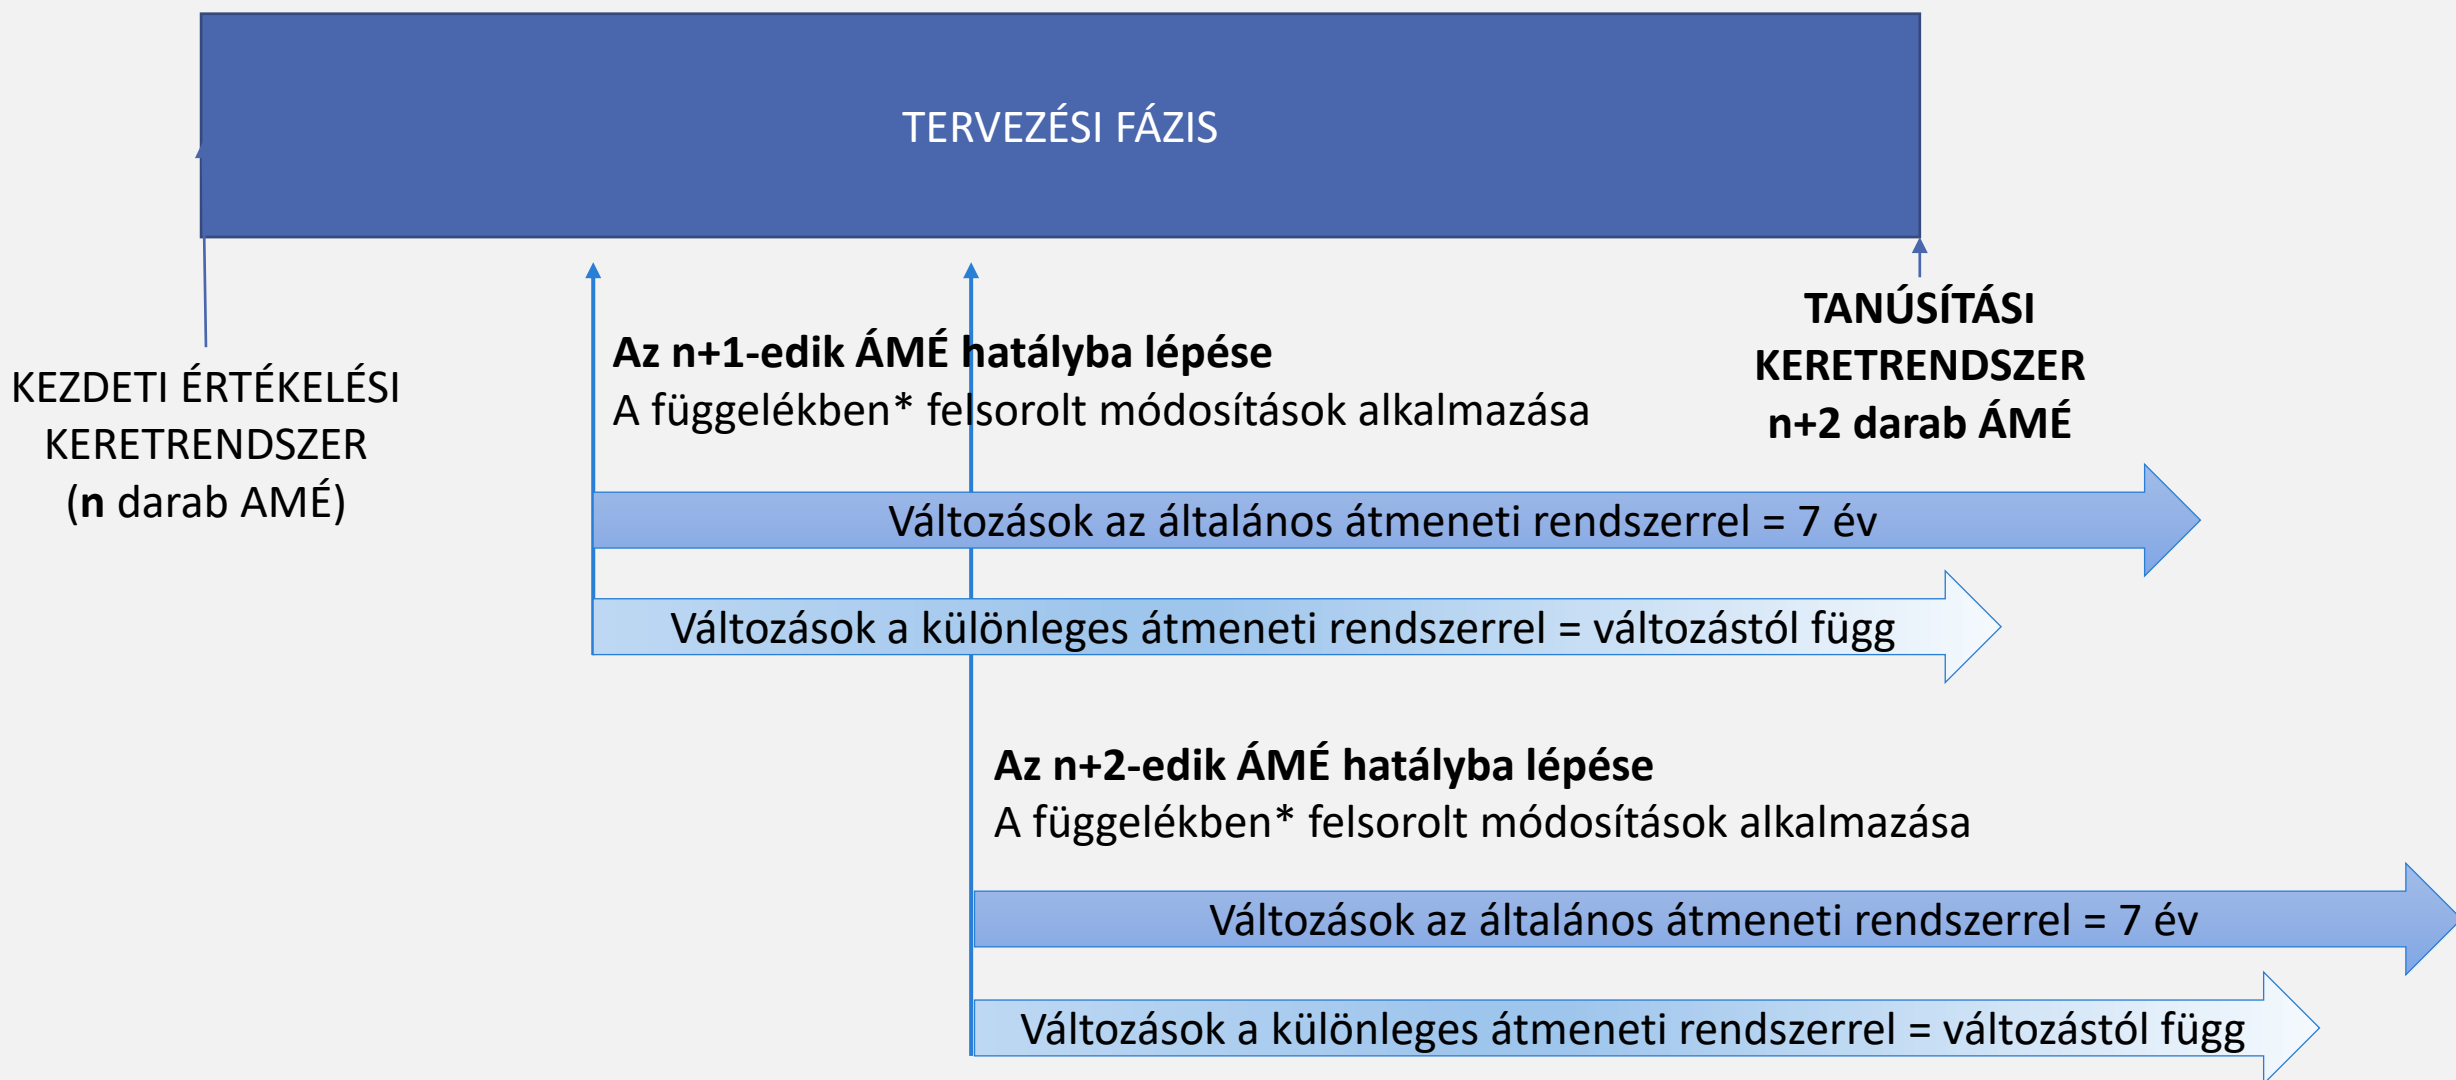 TERVEZÉSI FÁZIS
KEZDETI ÉRTÉKELÉSI
KERETRENDSZER
(n darab AMÉ)
Az n+1-edik ÁMÉ hatályba lépése
A függelékben* felsorolt módosítások alkalmazása
TANÚSÍTÁSI
KERETRENDSZER
n+2 darab ÁMÉ
Változások az általános átmeneti rendszerrel = 7 év
Változások a különleges átmeneti rendszerrel = változástól függ
Az n+2-edik ÁMÉ hatályba lépése
A függelékben* felsorolt módosítások alkalmazása
Változások az általános átmeneti rendszerrel = 7 év
Változások a különleges átmeneti rendszerrel = változástól függ